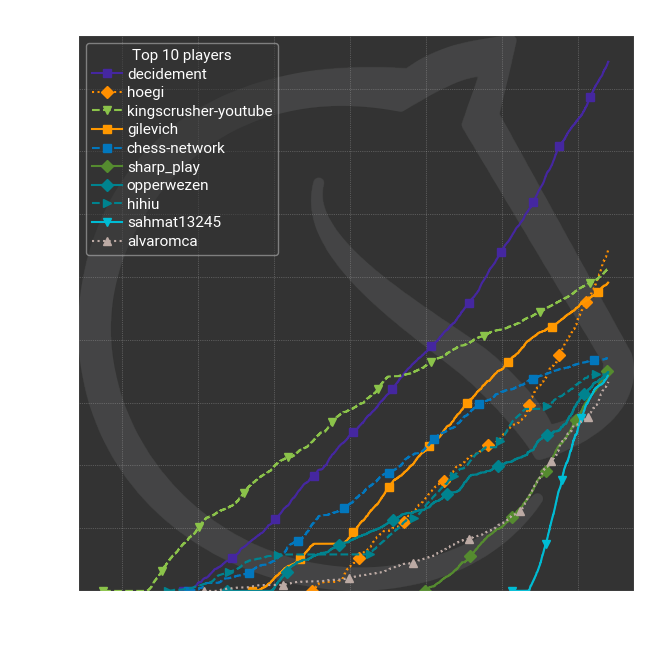 Top 10 players
decidement
hoegi
kingscrusher-youtube
gilevich
chess-network
sharp_play
opperwezen
hihiu
sahmat13245
alvaromca